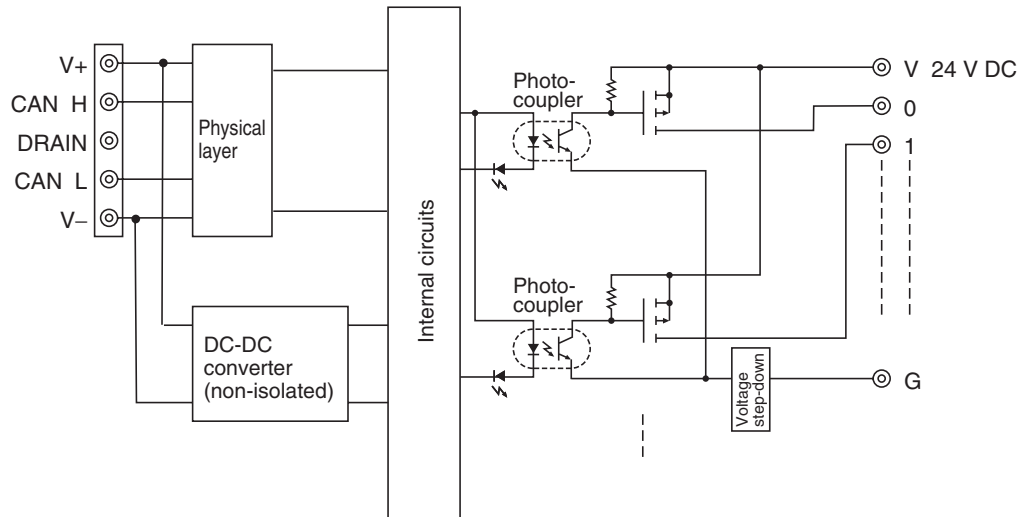 V+
CAN H
DRAIN
CAN L
V–
Physical
layer
DC-DC
converter
(non-isolated)
Internal circuits
Photo-
coupler
Photo-
coupler
Voltage
step-down
V 24 V DC
0
1
G